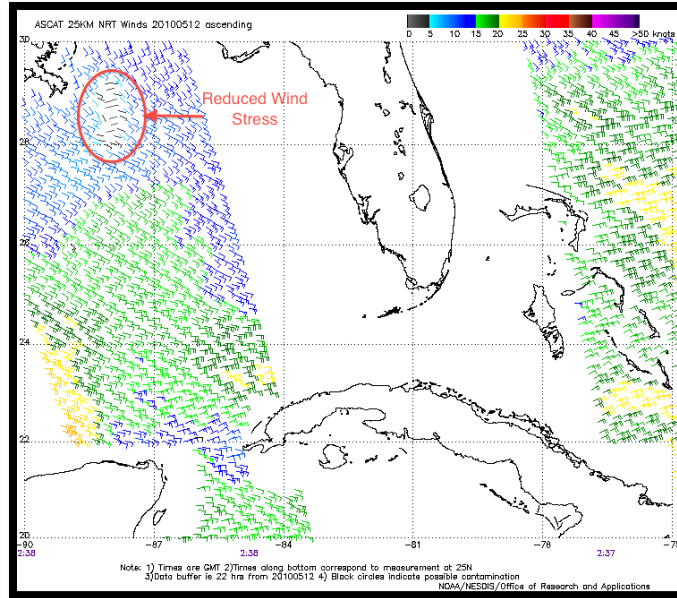 ASCAT 25KM NRT Winds 20100512 ascending
0 5 10 15 20 25 30 35 40 45 >50 knots
30
Reduced Wind
Stress
28
26
24
22
20
-90 -87 -84 -81 -78 -75
2:38 2:38 2:37
Note: 1) Times are GMT 2)Times along bottom correspond to measurement at 25N
3)Data buffer is 22 hrs from 20100512 4) Black circles indicate possible contamination
NOAA/NESDIS/Office of Research and Applications